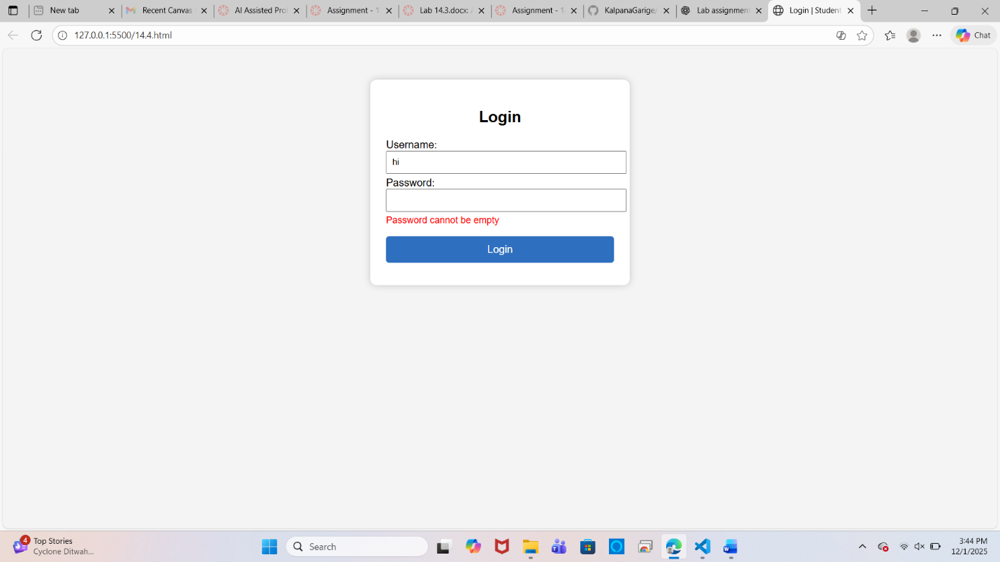 New tab
Recent Canvas
AI Assisted Pro
Assignment - 1
Lab 14.3.docx: A
Assignment - 1
KalpanaGarige/
Lab assignment
Login | Student
127.0.0.1:5500/14.4.html
Chat
Login
Username:
hi
Password:
Password cannot be empty
Login
4
Top Stories
Cyclone Ditwah...
Search
3:44 PM
12/1/2025